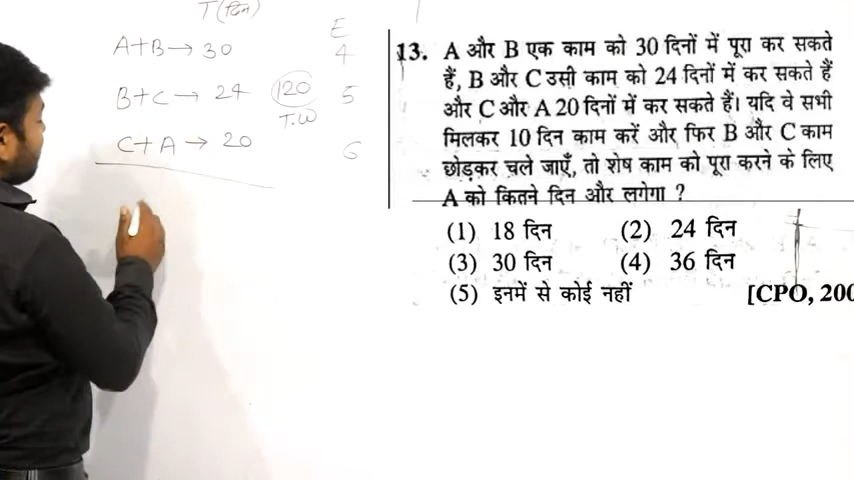 T(दिन)
E
A+B → 30 4
B+C → 24 120 5
T.W
C+A → 20 6
13. A और B एक काम को 30 दिनों में पूरा कर सकते
हैं, B और C उसी काम को 24 दिनों में कर सकते हैं
और C और A 20 दिनों में कर सकते हैं। यदि वे सभी
मिलकर 10 दिन काम करें और फिर B और C काम
छोड़कर चले जाएँ, तो शेष काम को पूरा करने के लिए
A को कितने दिन और लगेगा ?
(1) 18 दिन (2) 24 दिन
(3) 30 दिन (4) 36 दिन
(5) इनमें से कोई नहीं
[CPO, 200